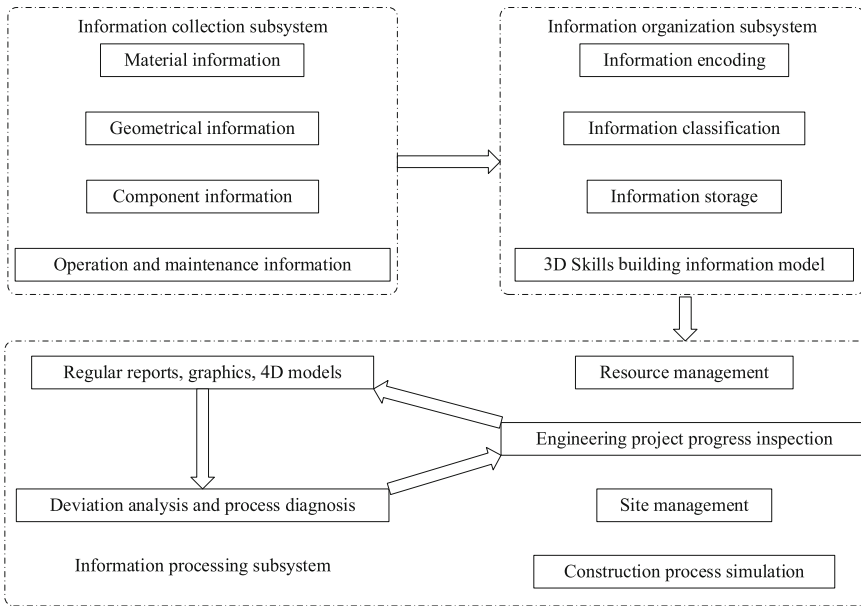 Information collection subsystem
Material information
Geometrical information
Component information
Operation and maintenance information
Information organization subsystem
Information encoding
Information classification
Information storage
3D Skills building information model
Regular reports, graphics, 4D models
Resource management
Engineering project progress inspection
Deviation analysis and process diagnosis
Site management
Information processing subsystem
Construction process simulation